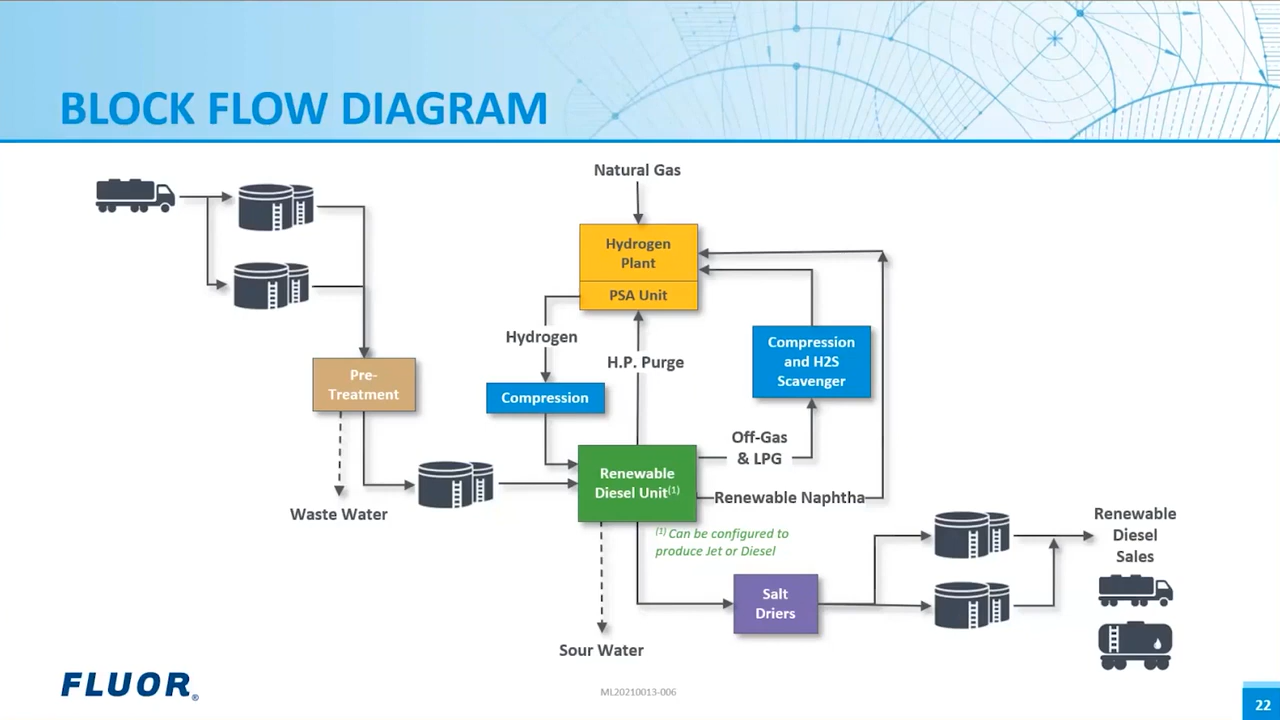 BLOCK FLOW DIAGRAM
Natural Gas
Hydrogen
Plant
PSA Unit
Hydrogen
H.P. Purge
Compression
and H2S
Scavenger
Pre-
Treatment
Compression
Off-Gas
& LPG
Renewable
Diesel Unit(1)
Renewable Naphtha
Waste Water
(1) Can be configured to
produce Jet or Diesel
Renewable
Diesel
Sales
Salt
Driers
Sour Water
FLUOR®
ML20210013-006
22